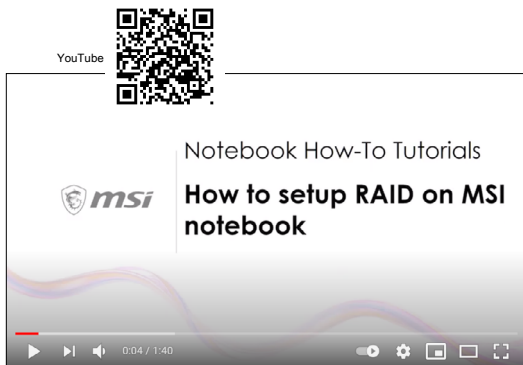 YouTube
Notebook How-To Tutorials
msi
How to setup RAID on MSI
notebook
0:04 / 1:40